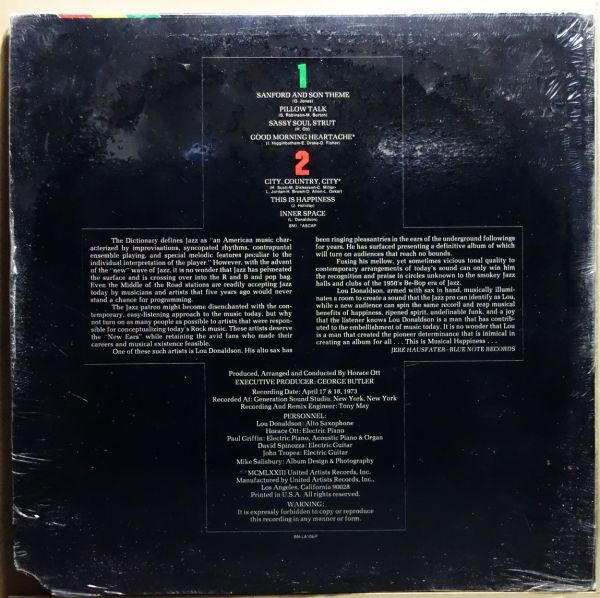 1
SANFORD AND SON THEME
(Q. Jones)
PILLOW TALK
(S. Robinson-M. Burton)
SASSY SOUL STRUT
(H. Ott)
GOOD MORNING HEARTACHE*
(I. Higginbotham-E. Drake-D. Fisher)
2
CITY, COUNTRY, CITY*
(H. Scott-M. Dickerson-C. Miller-
L. Jordan-H. Brown-D. Allen-L. Oskar)
THIS IS HAPPINESS
(J. Holiday)
INNER SPACE
(L. Donaldson)
BMI *ASCAP
The Dictionary defines Jazz as "an American music char-
acterized by improvisations, syncopated rhythms, contrapuntal
ensemble playing, and special melodic features peculiar to the
individual interpretation of the player." However, with the advent
of the "new" wave of Jazz, it is no wonder that Jazz has permeated
the surface and is crossing over into the R and B and pop bag.
Even the Middle of the Road stations are readily accepting Jazz
today by musicians and artists that five years ago would never
stand a chance for programming.
The Jazz patron might become disenchanted with the con-
temporary, easy-listening approach to the music today, but why
not turn on as many people as possible to artists that were respon-
sible for conceptualizing today's Rock music. These artists deserve
the "New Ears" while retaining the avid fans who made their
careers and musical existence feasible.
One of these such artists is Lou Donaldson. His alto sax has
been ringing pleasantries in the ears of the underground followings
for years. He has surfaced presenting a definitive album of which
will turn on audiences that reach no bounds.
Fusing his mellow, yet sometimes vicious tonal quality to
contemporary arrangements of today's sound can only win him
the recognition and praise in circles unknown to the smokey Jazz
halls and clubs of the 1950's Be-Bop era of Jazz.
Lou Donaldson, armed with sax in hand, musically illumi-
nates a room to create a sound that the Jazz pro can identify as Lou,
while a new audience can spin the same record and reap musical
benefits of happiness, ripened spirit, undefinable funk, and a joy
that the listener knows Lou Donaldson is a man that has contrib-
uted to the embellishment of music today. It is no wonder that Lou
is a man that created the pioneer determinance that is inimical in
creating an album for all . . . This is Musical Happiness . . .
JERE HAUSFATER—BLUE NOTE RECORDS
Produced, Arranged and Conducted by Horace Ott
EXECUTIVE PRODUCER: GEORGE BUTLER
Recording Date: April 17 & 18, 1973
Recorded At: Generation Sound Studio, New York, New York
Recording And Remix Engineer: Tony May
PERSONNEL:
Lou Donaldson: Alto Saxophone
Horace Ott: Electric Piano
Paul Griffin: Electric Piano, Acoustic Piano & Organ
David Spinozza: Electric Guitar
John Tropea: Electric Guitar
Mike Salisbury: Album Design & Photography
©MCMLXXIII United Artists Records, Inc.
Manufactured by United Artists Records, Inc.,
Los Angeles, California 90028
Printed in U.S.A. All rights reserved.
WARNING:
It is expressly forbidden to copy or reproduce
this recording in any manner or form.
BN-LA109-F